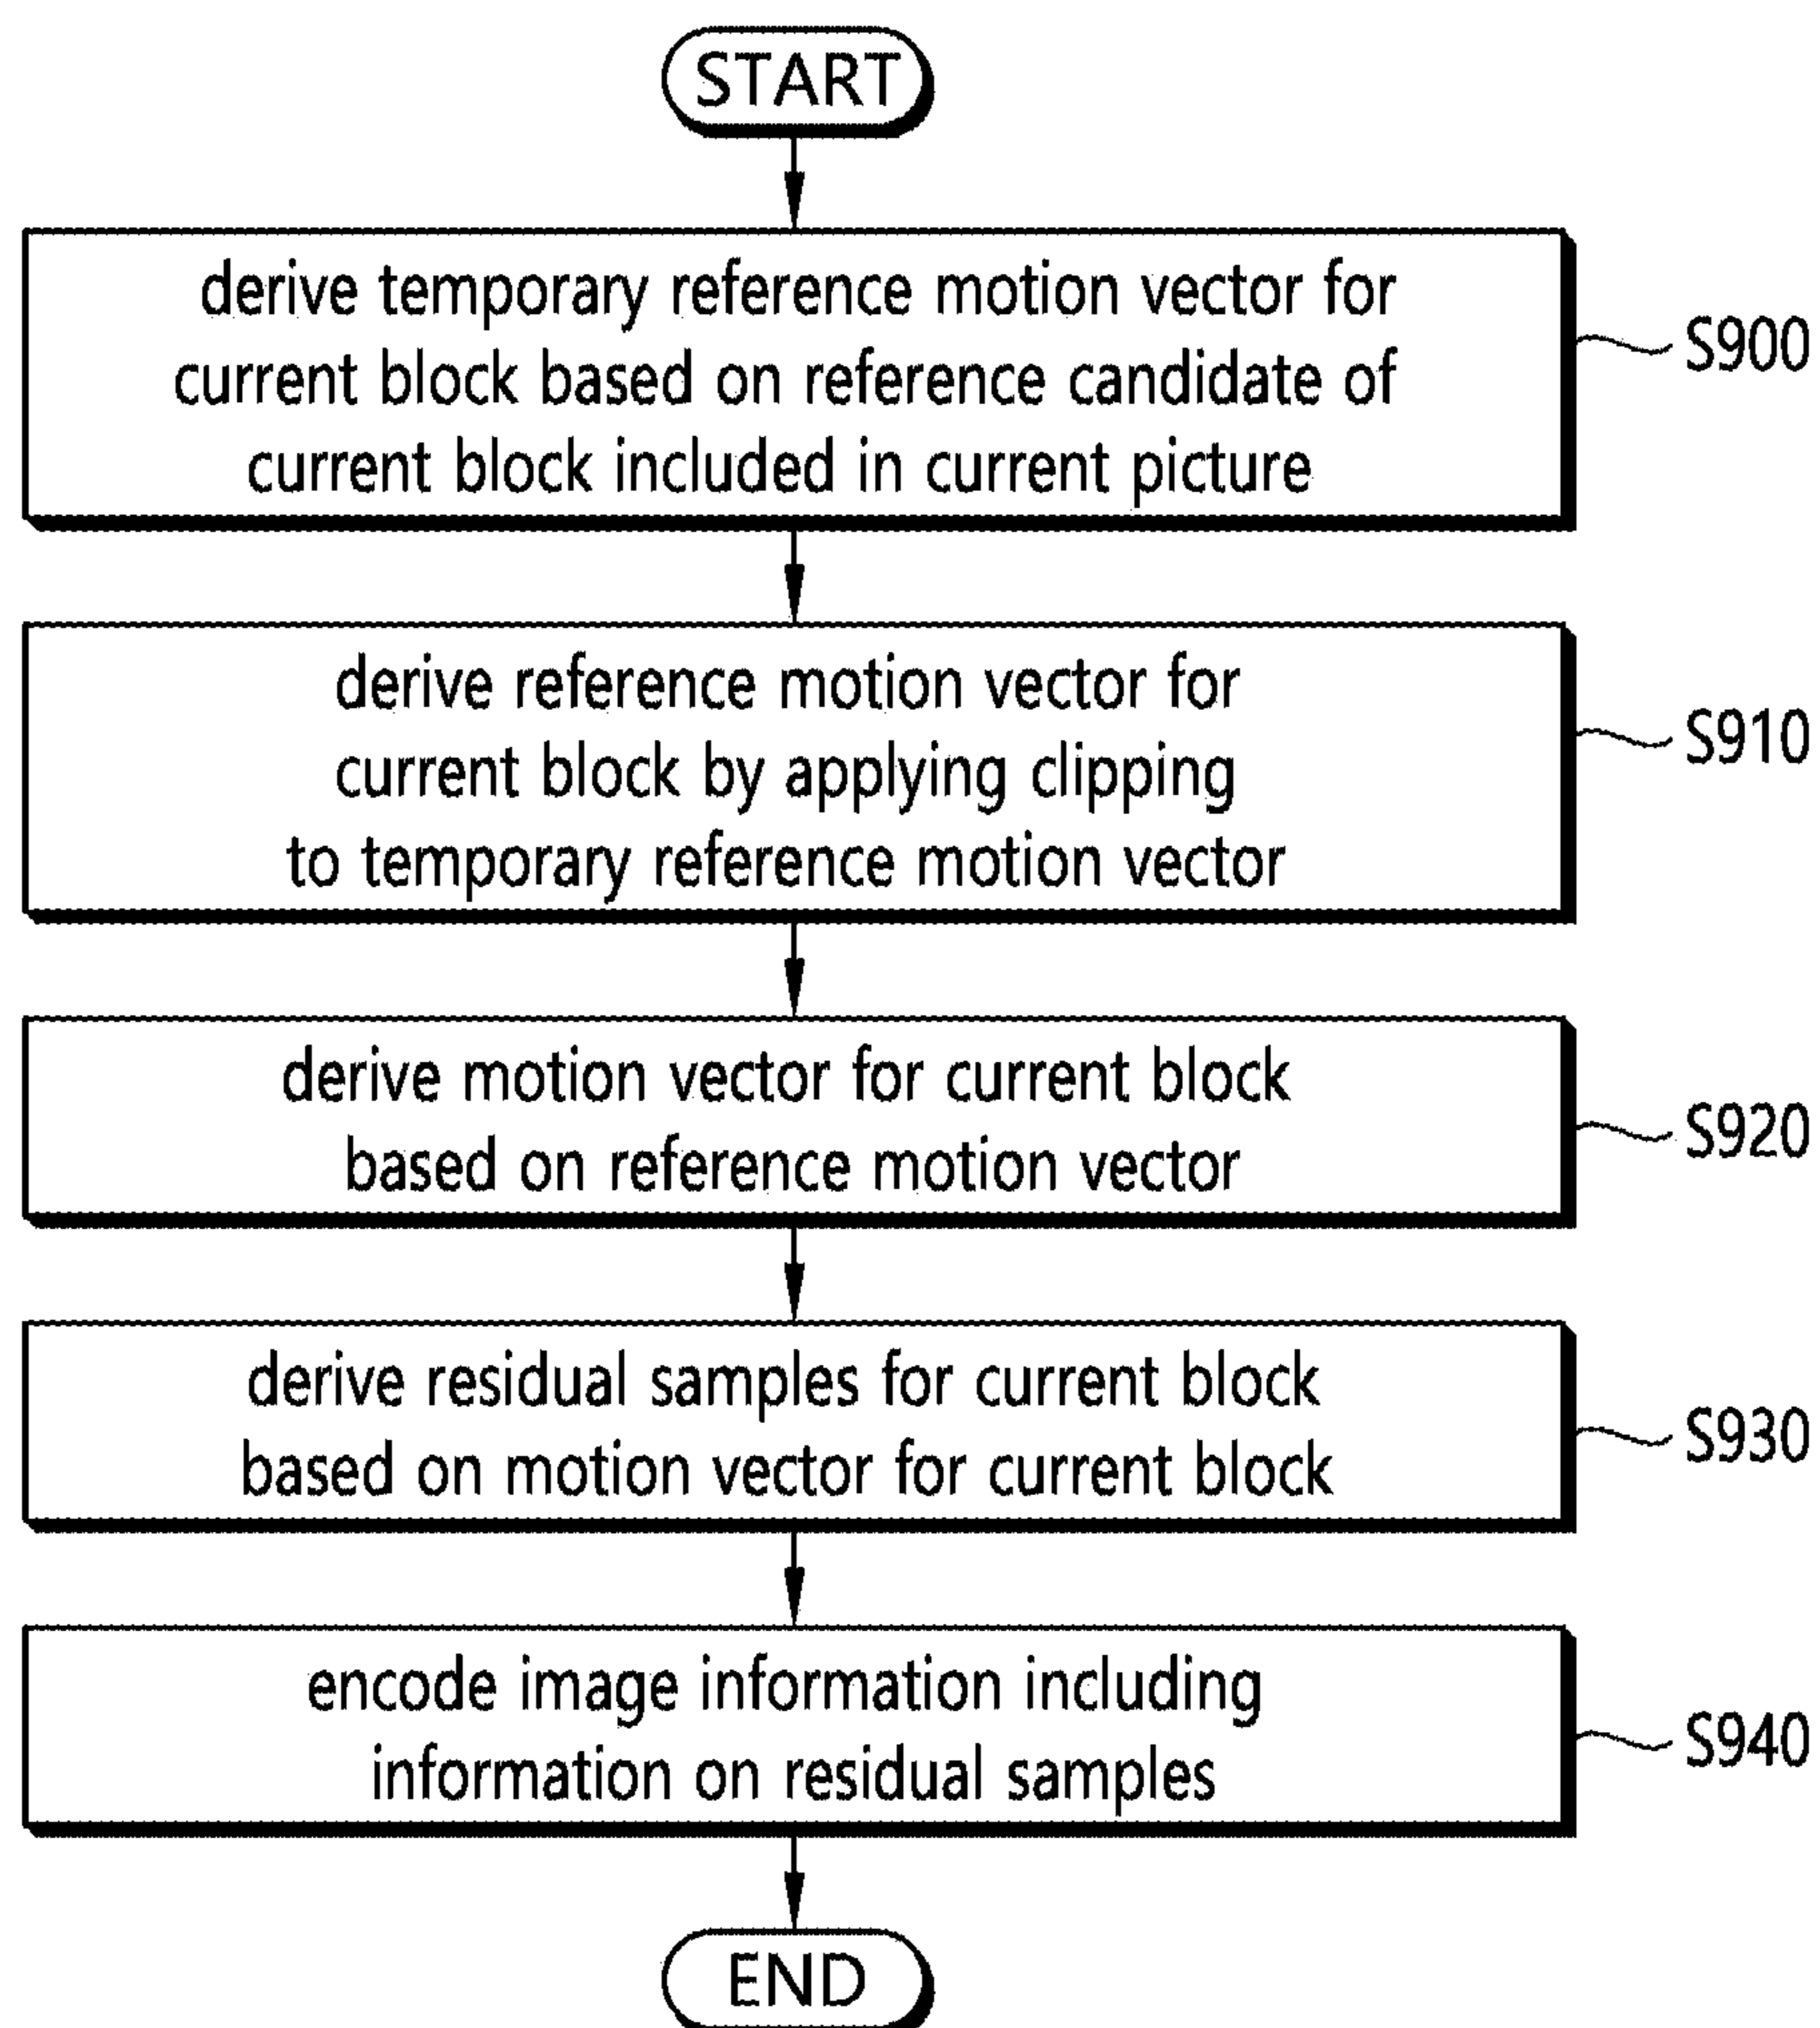 START
derive temporary reference motion vector for
current block based on reference candidate of
current block included in current picture
S900
derive reference motion vector for
current block by applying clipping
to temporary reference motion vector
S910
derive motion vector for current block
based on reference motion vector
S920
derive residual samples for current block
based on motion vector for current block
S930
encode image information including
information on residual samples
S940
END